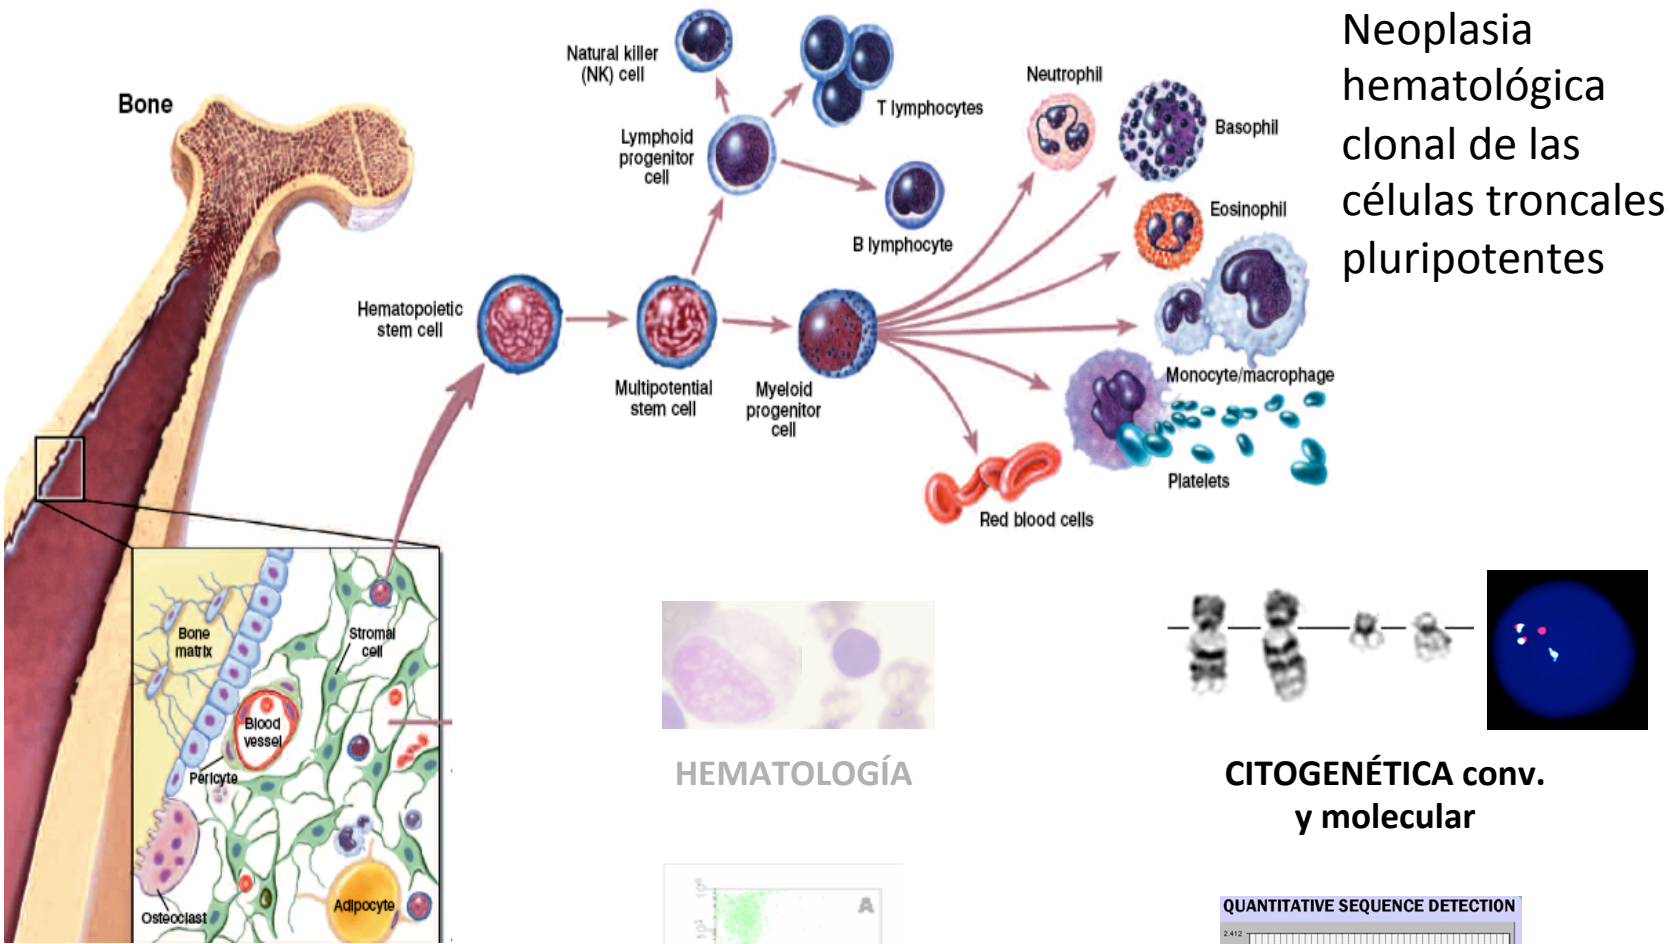 Neoplasia
hematológica
clonal de las
células troncales
pluripotentes
Bone
Natural killer
(NK) cell
T lymphocytes
Lymphoid
progenitor
cell
B lymphocyte
Neutrophil
Basophil
Eosinophil
Hematopoietic
stem cell
Multipotential
stem cell
Myeloid
progenitor
cell
Monocyte/macrophage
Platelets
Red blood cells
Bone
matrix
Stromal
cell
Blood
vessel
Pericyte
Osteoclast
Adipocyte
HEMATOLOGÍA
CITOGENÉTICA conv.
y molecular
A
QUANTITATIVE SEQUENCE DETECTION
2.412